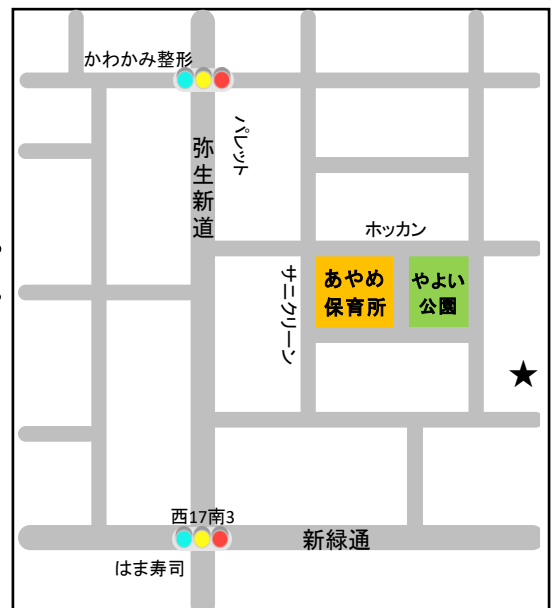 かわかみ整形
パレット
弥生新道
ホッカン
サニクリーン
あやめ
保育所
やよい
公園
★
西17南3
新緑通
はま寿司